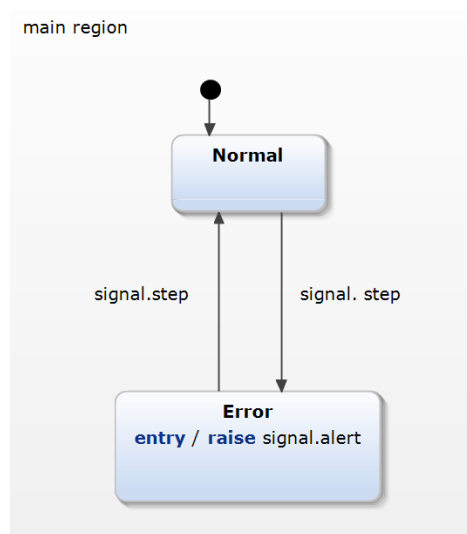 main region
Normal
signal.step
signal. step
Error
entry / raise signal.alert